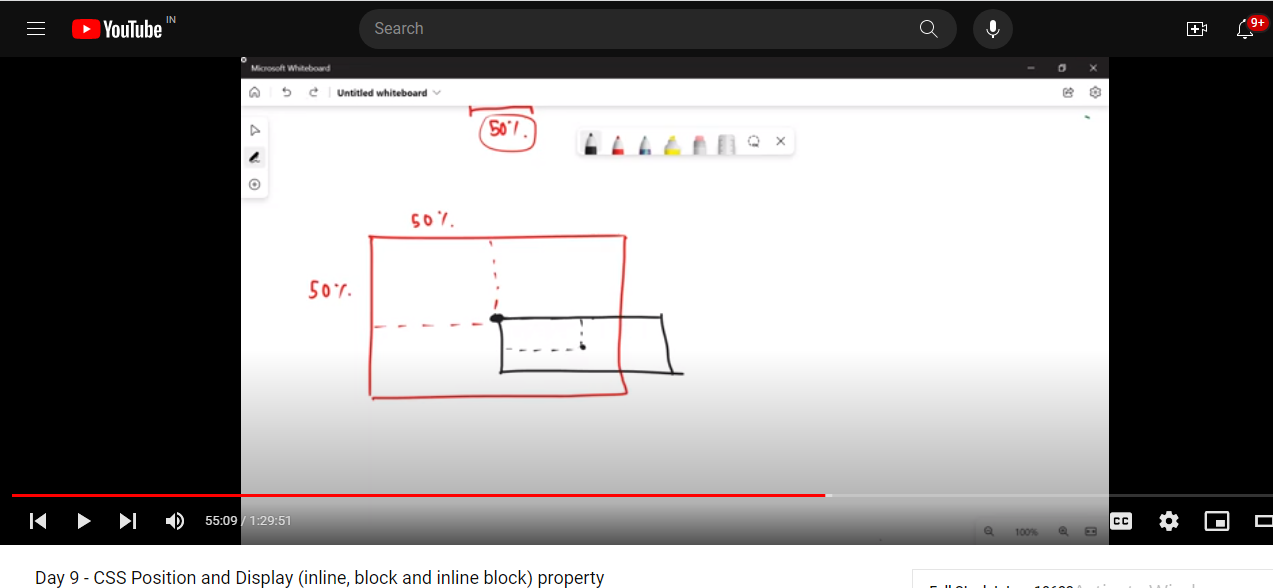 YouTube IN
Search
9+
Microsoft Whiteboard
Untitled whiteboard
50%.
50%.
50%.
55:09 / 1:29:51
100%
CC
Day 9 - CSS Position and Display (inline, block and inline block) property